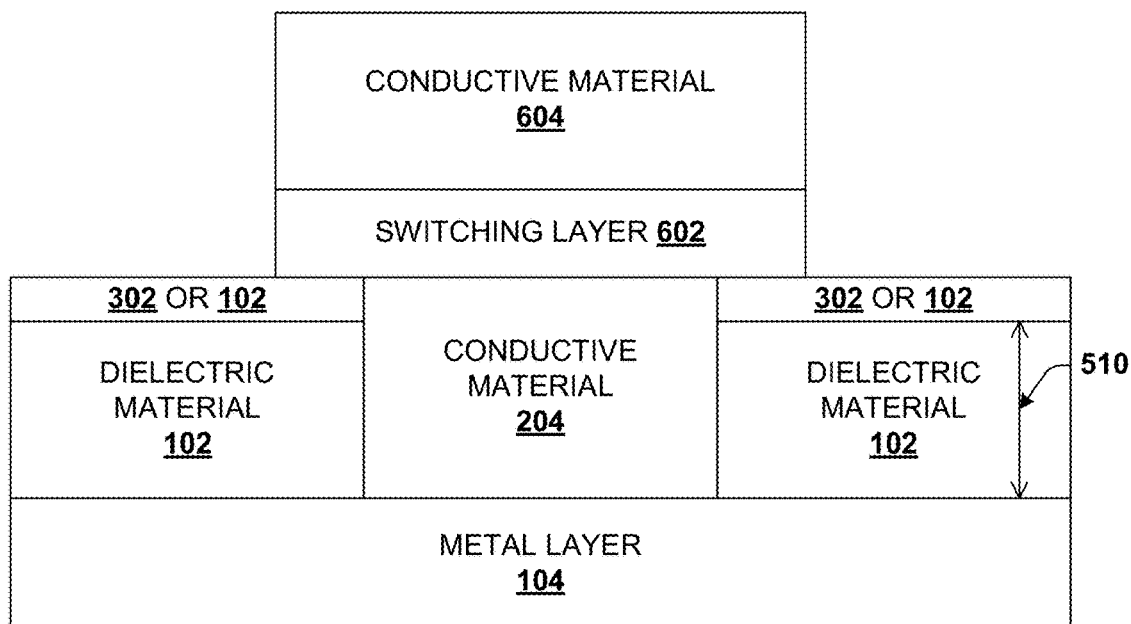 CONDUCTIVE MATERIAL
604
SWITCHING LAYER 602
302 OR 102
302 OR 102
CONDUCTIVE
MATERIAL
204
DIELECTRIC
MATERIAL
102
DIELECTRIC
MATERIAL
102
510
METAL LAYER
104